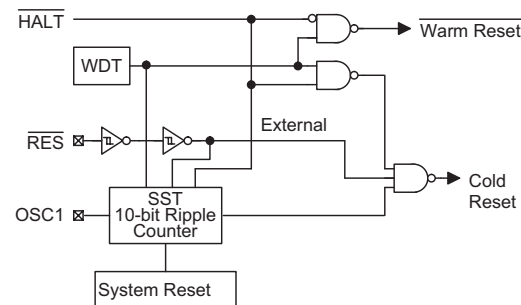 HALT
Warm Reset
WDT
RES
External
Cold
Reset
OSC1
SST
10-bit Ripple
Counter
System Reset